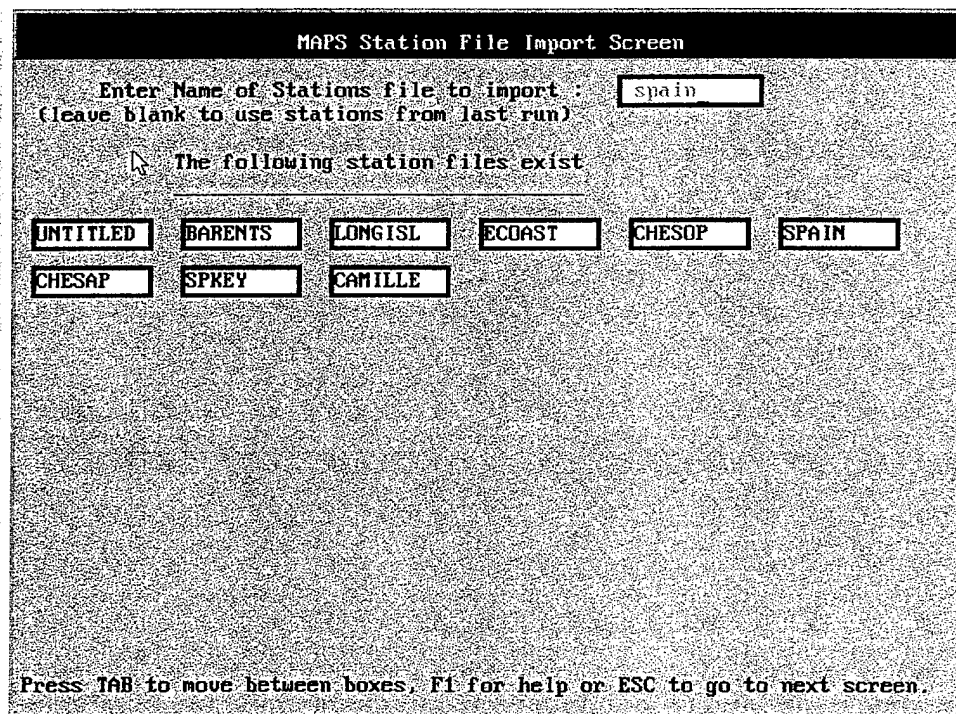 MAPS Station File Import Screen
Enter Name of Stations file to import : spain_
(leave blank to use stations from last run)
The following station files exist
UNTITLED BARENTS LONGISL ECOAST CHESOP SPAIN
CHESAP SPKEY CAMILLE
Press TAB to move between boxes, F1 for help or ESC to go to next screen.